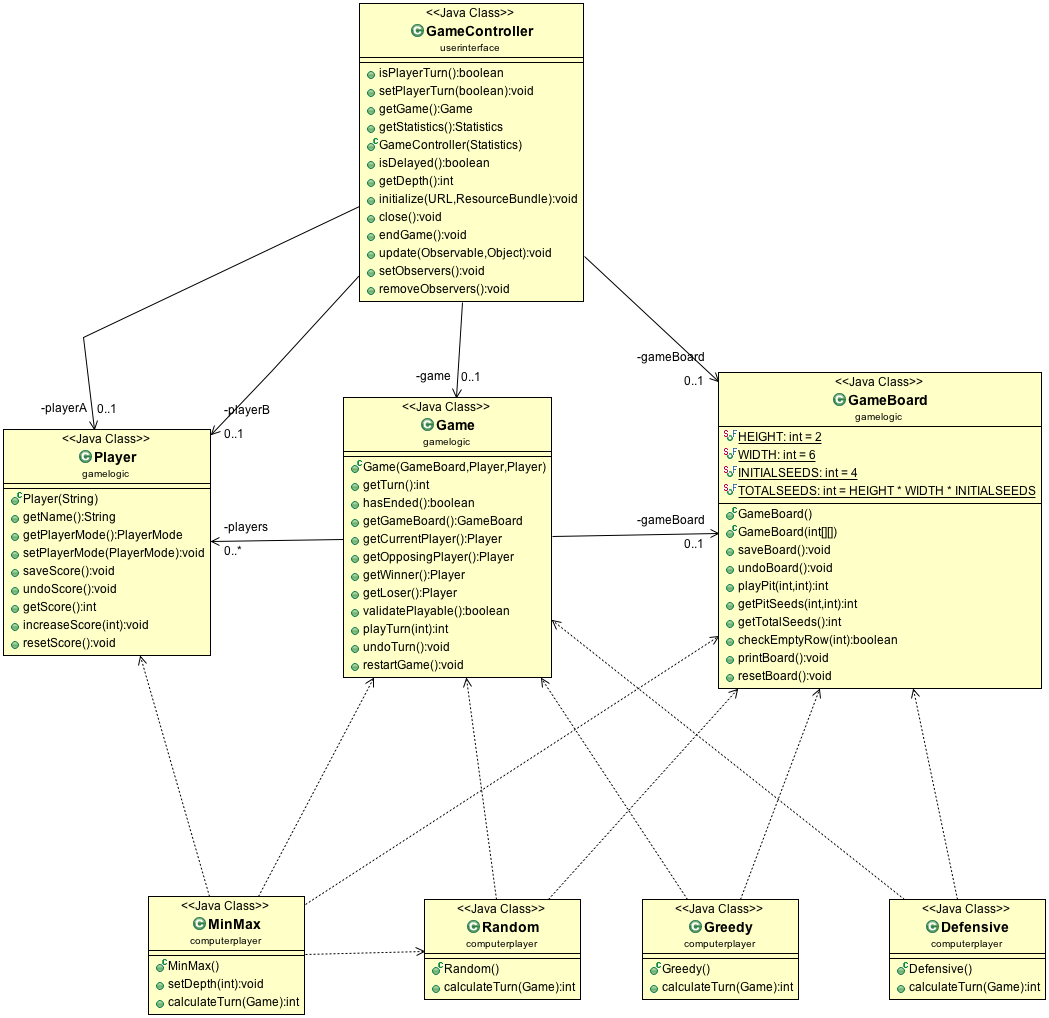 <<Java Class>>
GameController
userinterface
isPlayerTurn():boolean
setPlayerTurn(boolean):void
getGame():Game
getStatistics():Statistics
GameController(Statistics)
isDelayed():boolean
getDepth():int
initialize(URL,ResourceBundle):void
close():void
endGame():void
update(Observable,Object):void
setObservers():void
removeObservers():void
-playerA
0..1
-playerB
0..1
-game
0..1
-gameBoard
0..1
<<Java Class>>
Player
gamelogic
Player(String)
getName():String
getPlayerMode():PlayerMode
setPlayerMode(PlayerMode):void
saveScore():void
undoScore():void
getScore():int
increaseScore(int):void
resetScore():void
-players
0..*
<<Java Class>>
Game
gamelogic
Game(GameBoard,Player,Player)
getTurn():int
hasEnded():boolean
getGameBoard():GameBoard
getCurrentPlayer():Player
getOpposingPlayer():Player
getWinner():Player
getLoser():Player
validatePlayable():boolean
playTurn(int):int
undoTurn():void
restartGame():void
-gameBoard
0..1
<<Java Class>>
GameBoard
gamelogic
HEIGHT: int = 2
WIDTH: int = 6
INITIALSEEDS: int = 4
TOTALSEEDS: int = HEIGHT * WIDTH * INITIALSEEDS
GameBoard()
GameBoard(int[][])
saveBoard():void
undoBoard():void
playPit(int,int):int
getPitSeeds(int,int):int
getTotalSeeds():int
checkEmptyRow(int):boolean
printBoard():void
resetBoard():void
<<Java Class>>
MinMax
computerplayer
MinMax()
setDepth(int):void
calculateTurn(Game):int
<<Java Class>>
Random
computerplayer
Random()
calculateTurn(Game):int
<<Java Class>>
Greedy
computerplayer
Greedy()
calculateTurn(Game):int
<<Java Class>>
Defensive
computerplayer
Defensive()
calculateTurn(Game):int